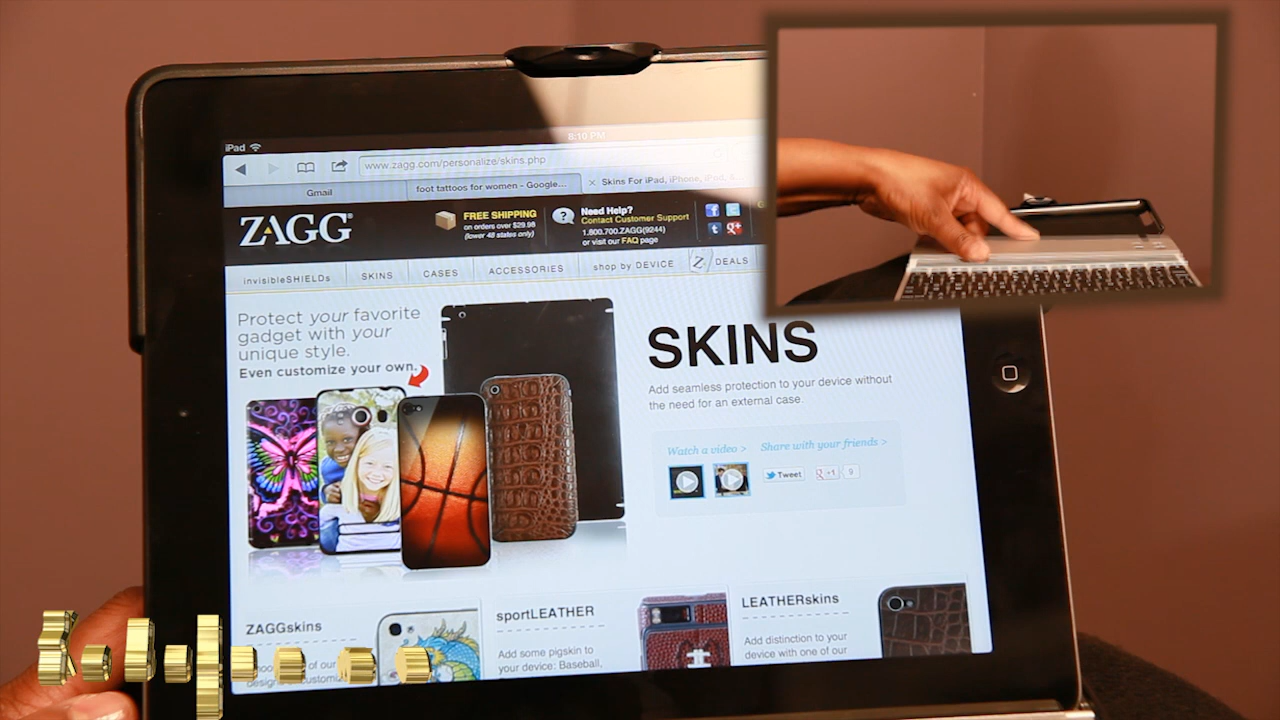 iPad
8:10 PM
www.zagg.com/personalize/skins.php
Gmail
foot tattoos for women - Google...
Skins For iPad, iPhone, iPod, S...
ZAGG
FREE SHIPPING
on orders over $29.98
(lower 48 states only)
Need Help?
Contact Customer Support
1.800.700.ZAGG(9244)
or visit our FAQ page
invisibleSHIELDs
SKINS
CASES
ACCESSORIES
shop by DEVICE
DEALS
Protect your favorite
gadget with your
unique style.
Even customize your own.
SKINS
Add seamless protection to your device without
the need for an external case.
Watch a video >
Share with your friends >
Tweet
+1
9
ZAGGskins
of our
sportLEATHER
Add some pigskin to
your device: Baseball,
LEATHERskins
Add distinction to your
device with one of our